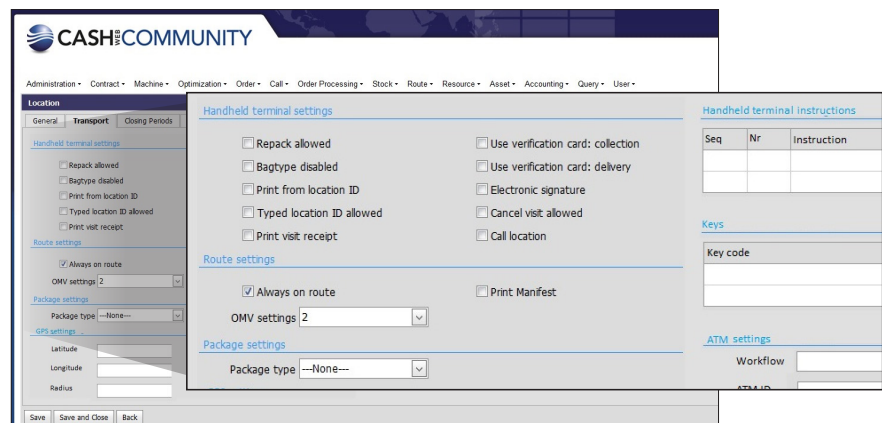 CASH WEB COMMUNITY
Administration Contract Machine Optimization Order Call Order Processing Stock Route Resource Asset Accounting Query User
Location
General Transport Closing Periods
Handheld terminal settings
Repack allowed
Bagtype disabled
Print from location ID
Typed location ID allowed
Print visit receipt
Route settings
Always on route
OMV settings 2
Package settings
Package type ---None---
GPS settings
Latitude
Longitude
Radius
Save Save and Close Back
Handheld terminal settings
Repack allowed Use verification card: collection
Bagtype disabled Use verification card: delivery
Print from location ID Electronic signature
Typed location ID allowed Cancel visit allowed
Print visit receipt Call location
Route settings
Always on route Print Manifest
OMV settings 2
Package settings
Package type ---None---
Handheld terminal instructions
Seq Nr Instruction
Keys
Key code
ATM settings
Workflow
ATM ID